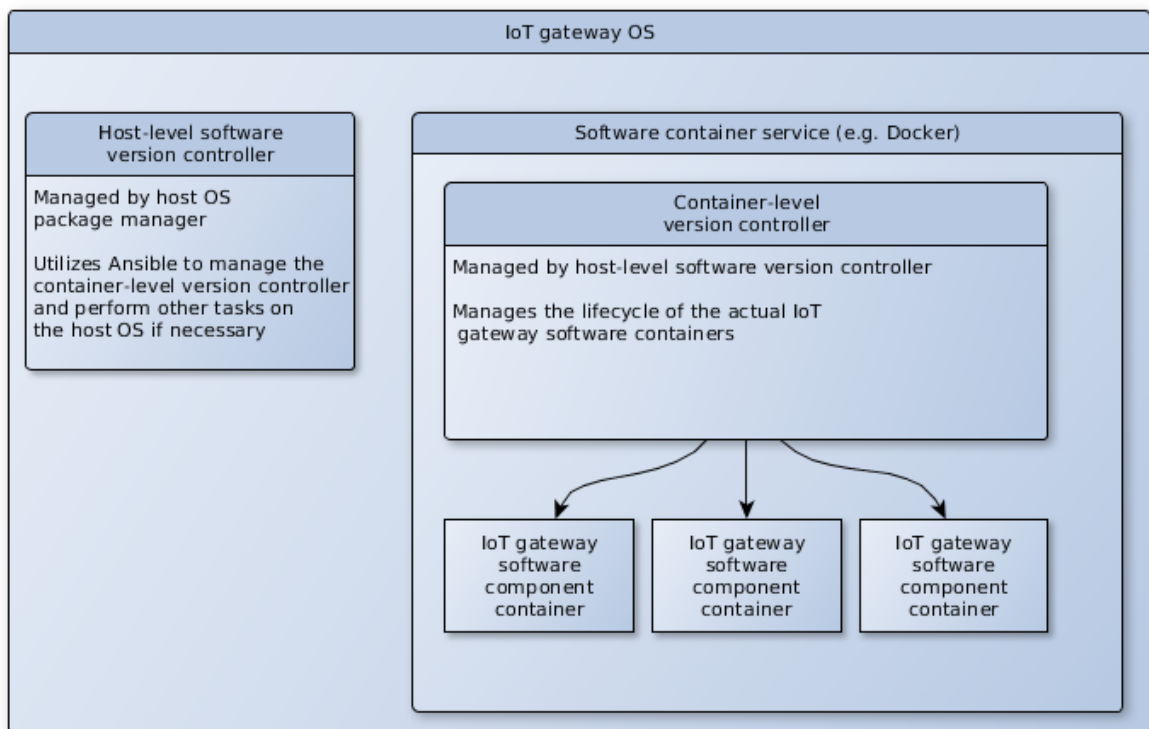 IoT gateway OS
Host-level software
version controller
Managed by host OS
package manager
Utilizes Ansible to manage the
container-level version controller
and perform other tasks on
the host OS if necessary
Software container service (e.g. Docker)
Container-level
version controller
Managed by host-level software version controller
Manages the lifecycle of the actual IoT
gateway software containers
IoT gateway
software
component
container
IoT gateway
software
component
container
IoT gateway
software
component
container